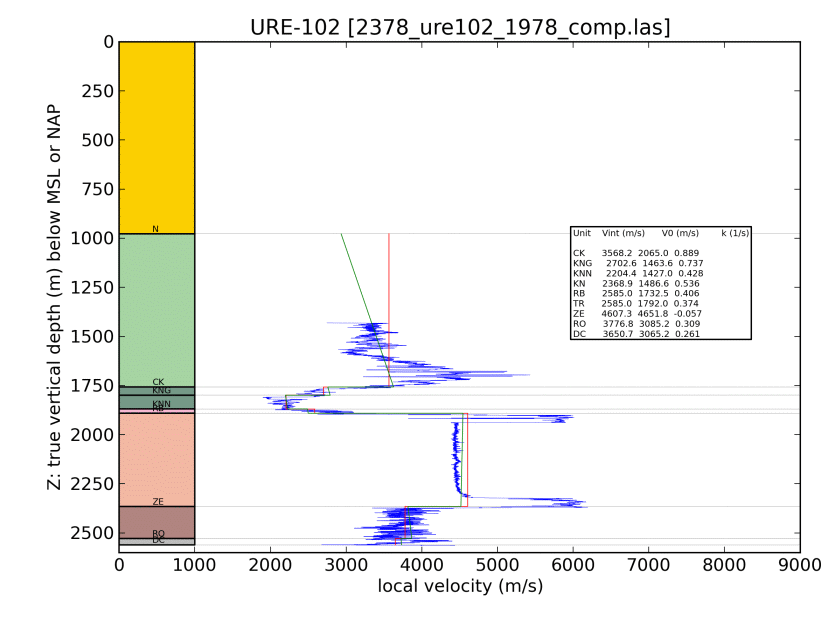 URE-102 [2378_ure102_1978_comp.las]
Z: true vertical depth (m) below MSL or NAP
0
250
500
750
1000
1250
1500
1750
2000
2250
2500
N
CK
KNG
KNN
RB
ZE
RO
DC
Unit Vint (m/s) V0 (m/s) k (1/s)
CK 3568.2 2065.0 0.889
KNG 2702.6 1463.6 0.737
KNN 2204.4 1427.0 0.428
KN 2368.9 1486.6 0.536
RB 2585.0 1732.5 0.406
TR 2585.0 1792.0 0.374
ZE 4607.3 4651.8 -0.057
RO 3776.8 3085.2 0.309
DC 3650.7 3065.2 0.261
0 1000 2000 3000 4000 5000 6000 7000 8000 9000
local velocity (m/s)